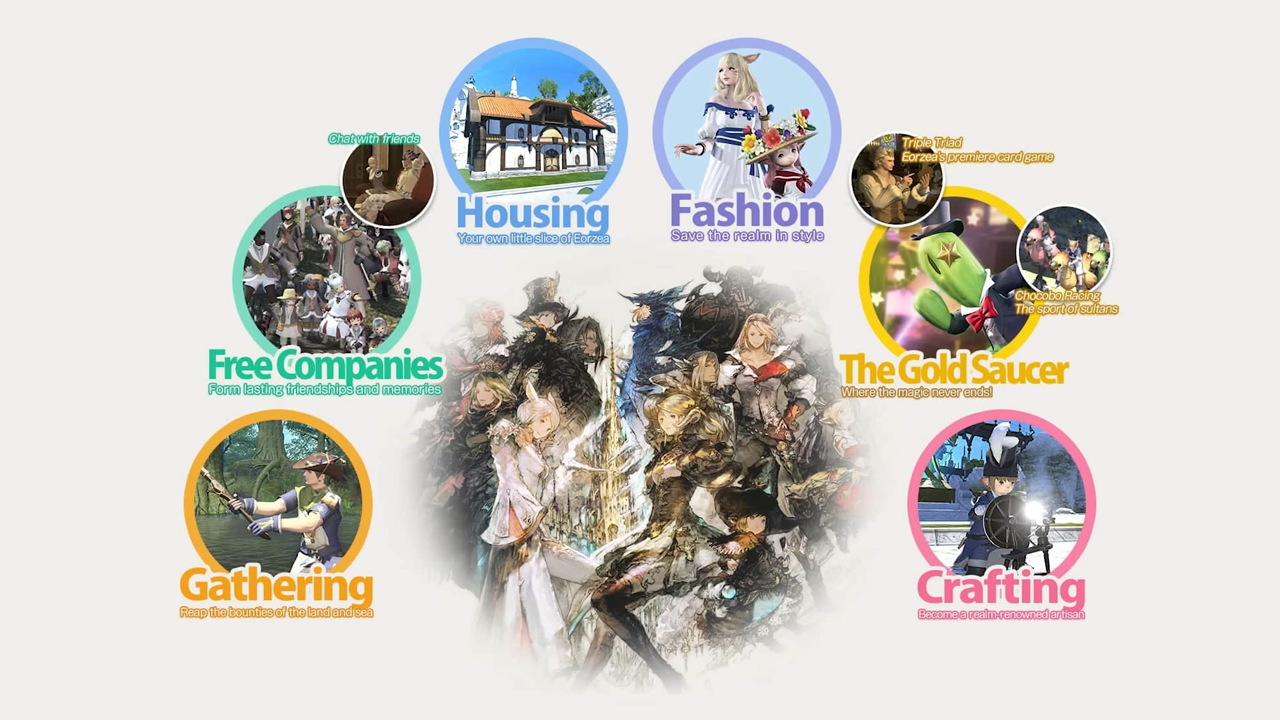 Chat with friends
Housing
Your own little slice of Eorzea
Fashion
Save the realm in style
Triple Triad
Eorzea's premiere card game
Free Companies
Form lasting friendships and memories
Chocobo Racing
The sport of sultans
The Gold Saucer
Where the magic never ends!
Gathering
Reap the bounties of the land and sea
Crafting
Become a realm-renowned artisan